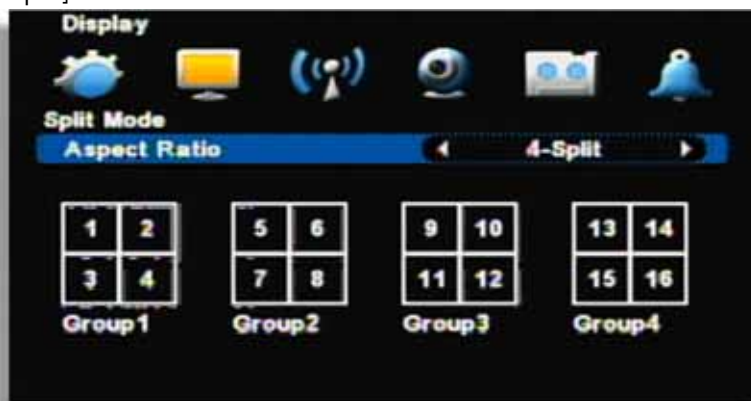 Display
Split Mode
Aspect Ratio 4-Split
1 2 5 6 9 10 13 14
3 4 7 8 11 12 15 16
Group1 Group2 Group3 Group4